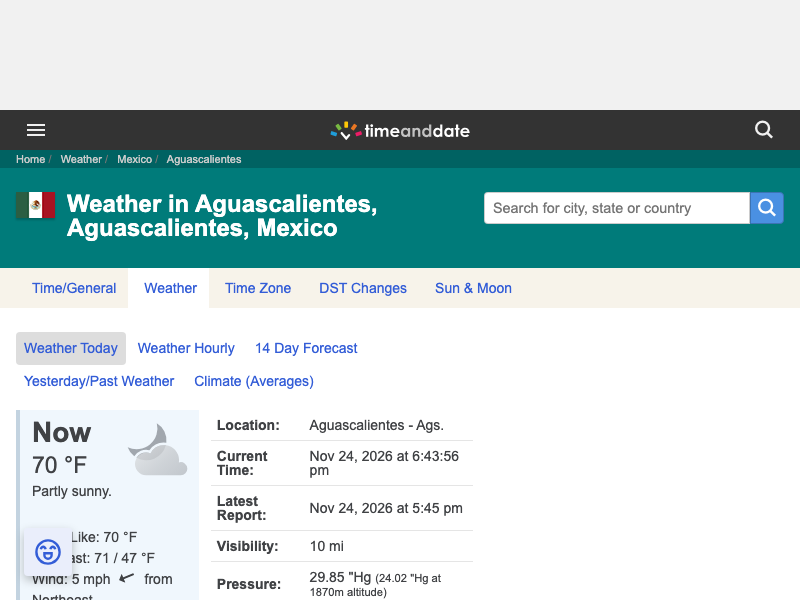 timeanddate
Home / Weather / Mexico / Aguascalientes
Weather in Aguascalientes,
Aguascalientes, Mexico
Search for city, state or country
Time/General Weather Time Zone DST Changes Sun & Moon
Weather Today Weather Hourly 14 Day Forecast
Yesterday/Past Weather Climate (Averages)
Now
70 °F
Partly sunny.
Like: 70 °F
71 / 47 °F
Wind: 5 mph from
Northeast
Location: Aguascalientes - Ags.
Current
Time:
Nov 24, 2026 at 6:43:56
pm
Latest
Report:
Nov 24, 2026 at 5:45 pm
Visibility: 10 mi
Pressure: 29.85 "Hg (24.02 "Hg at
1870m altitude)